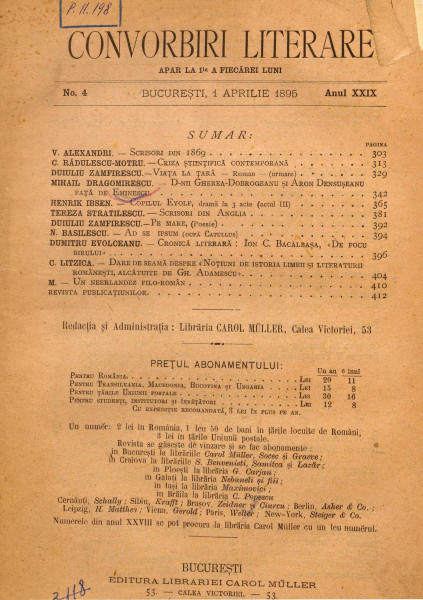 P. II. 198
CONVORBIRI LITERARE
APAR LA 1le A FIECĂREI LUNI
No. 4 BUCUREȘTI, 1 APRILIE 1895 Anul XXIX
SUMAR:
PAGINA
V. ALEXANDRI. — Scrisori din 1869 303
C. RĂDULESCU-MOTRU. — Criza științifică contemporană 313
DUILIU ZAMFIRESCU. — Viața la țară — Roman — (urmare) 329
MIHAIL DRAGOMIRESCU. — D-nii Gherea-Dobrogeanu și Aron Densușeanu
față de Eminescu 342
HENRIK IBSEN. — Copilul Eyolf, dramă în 3 acte (actul III) 365
TEREZA STRATILESCU. — Scrisori din Anglia 381
DUILIU ZAMFIRESCU. — Pe mare, (Poesie) 392
N. BASILESCU. — Ad se ipsum (după Catullus) 394
DUMITRU EVOLCEANU. — Cronică literară: Ion C. Bacalbașa, «De focu
birului» 396
C. LITZICA. — Dare de seamă despre «Noțiuni de istoria limbii și literaturii
românești, alcătuite de Gh. Adamescu» 404
M. — Un neerlandez filo-român 410
REVISTA PUBLICAȚIUNILOR 412
Redacția și Administrația: Librăria CAROL MÜLLER, Calea Victoriei, 53
PREȚUL ABONAMENTULUI:
Un an 6 luni
Pentru România Lei 20 11
Pentru Transilvania, Macedonia, Bucovina și Ungaria Lei 15 8
Pentru țările Uniunii postale Lei 30 16
Pentru studenți, institutori și învățători Lei 12 8
Cu expediție recomandată, 3 lei în plus pe an.
Un număr: 2 lei în România, 1 leu 50 de bani în țările locuite de Români,
3 lei în țările Uniunii postale.
Revista se găsește de vînzare și se fac abonamente:
în București la librăriile Carol Müller, Socec și Graeve;
în Craiova la librăriile S. Benvenisti, Samitca și Lazăr;
în Ploești la librăria G. Carjan;
în Galați la librăria Nebuneli și fiii;
în Iași la librăria Maximovici;
în Brăila la librăria C. Popescu
Cernăuți, Schally; Sibiu, Krafft; Brașov, Zeidner și Ciurcu; Berlin, Asher & Co.;
Leipzig, H. Matthes; Viena, Gerold; Paris, Welter; New-York, Steiger & Co.
Numerele din anul XXVIII se pot procura la librăria Carol Müller cu un leu numărul.
BUCUREȘTI
EDITURA LIBRARIEI CAROL MÜLLER
53. — CALEA VICTORIEI. — 53.